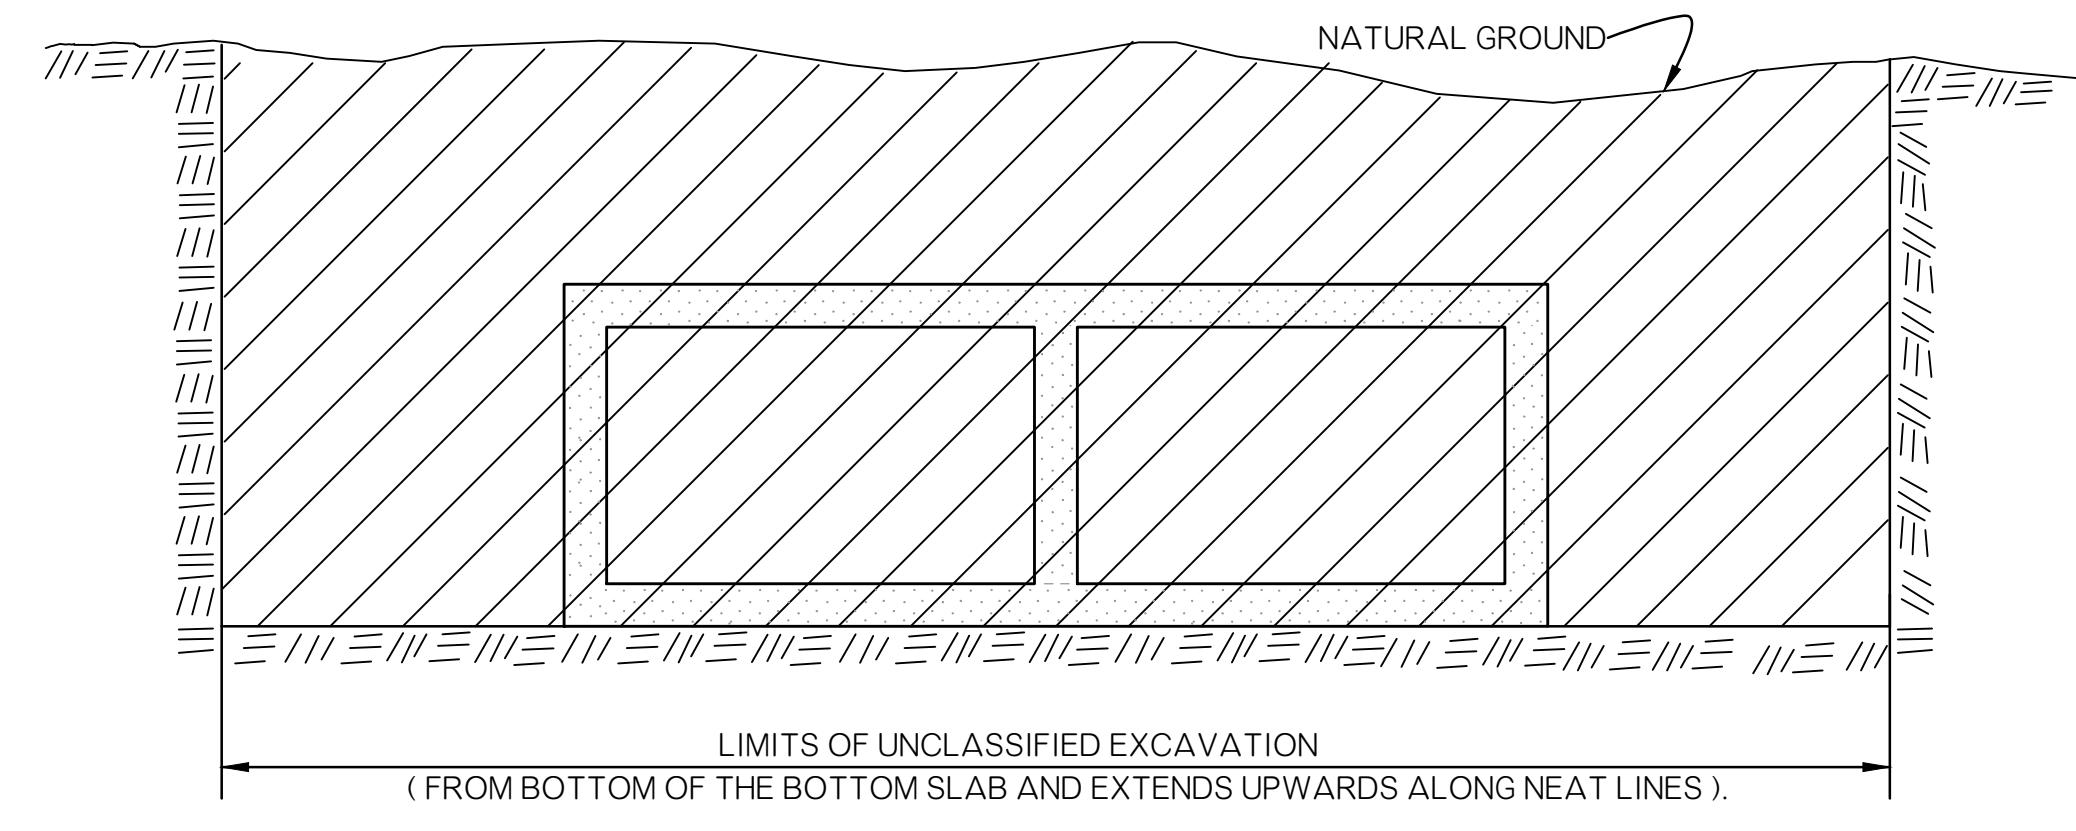 NATURAL GROUND
LIMITS OF UNCLASSIFIED EXCAVATION
( FROM BOTTOM OF THE BOTTOM SLAB AND EXTENDS UPWARDS ALONG NEAT LINES ).